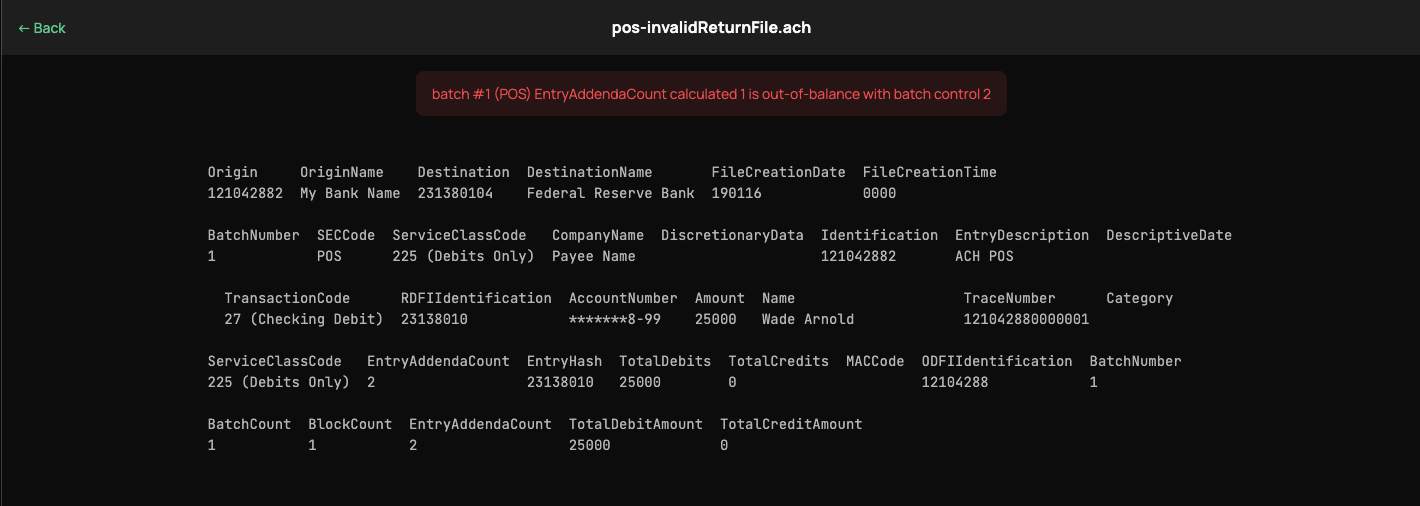 ← Back
pos-invalidReturnFile.ach
batch #1 (POS) EntryAddendaCount calculated 1 is out-of-balance with batch control 2
Origin OriginName Destination DestinationName FileCreationDate FileCreationTime
121042882 My Bank Name 231380104 Federal Reserve Bank 190116 0000
BatchNumber SECCode ServiceClassCode CompanyName DiscretionaryData Identification EntryDescription DescriptiveDate
1 POS 225 (Debits Only) Payee Name 121042882 ACH POS
TransactionCode RDFIIdentification AccountNumber Amount Name TraceNumber Category
27 (Checking Debit) 23138010 *******8-99 25000 Wade Arnold 121042880000001
ServiceClassCode EntryAddendaCount EntryHash TotalDebits TotalCredits MACCode ODFIIdentification BatchNumber
225 (Debits Only) 2 23138010 25000 0 12104288 1
BatchCount BlockCount EntryAddendaCount TotalDebitAmount TotalCreditAmount
1 1 2 25000 0